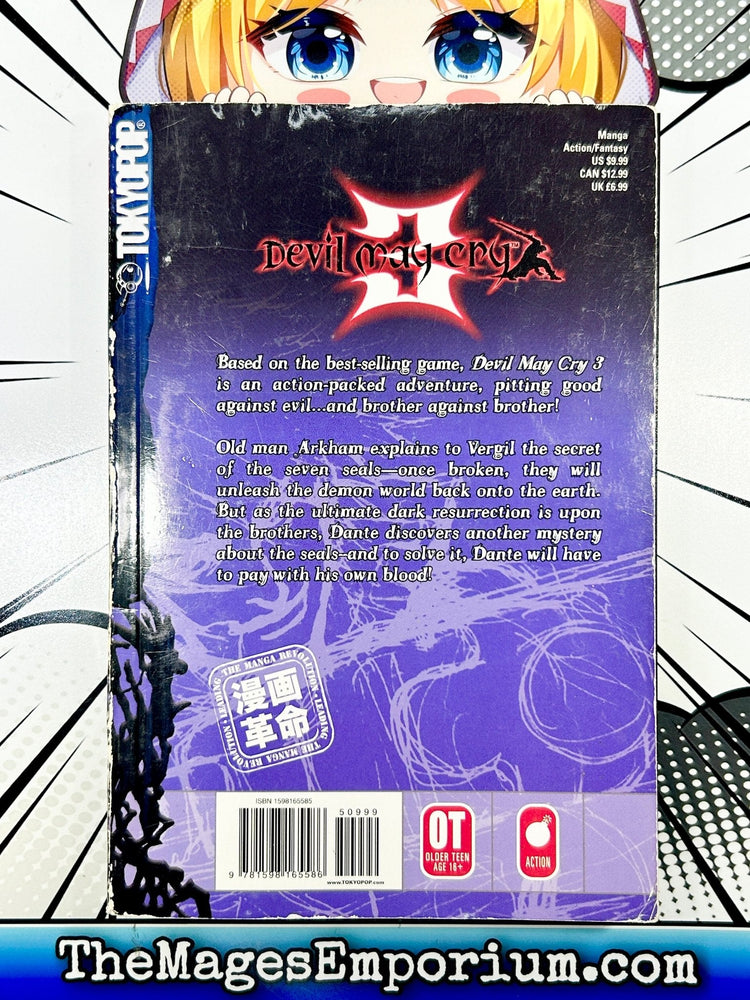 TOKYOPOP®
Manga
Action/Fantasy
US $9.99
CAN $12.99
UK £6.99
3
Devil may cry™
Based on the best-selling game, Devil May Cry 3
is an action-packed adventure, pitting good
against evil...and brother against brother!
Old man Arkham explains to Vergil the secret
of the seven seals—once broken, they will
unleash the demon world back onto the earth.
But as the ultimate dark resurrection is upon
the brothers, Dante discovers another mystery
about the seals—and to solve it, Dante will have
to pay with his own blood!
LEADING THE MANGA REVOLUTION • LEADING THE MANGA REVOLUTION •
漫画
革命
ISBN 1598165585
50999
9 781598 165586
www.TOKYOPOP.com
OT
OLDER TEEN
AGE 16+
ACTION
TheMagesEmporium.com